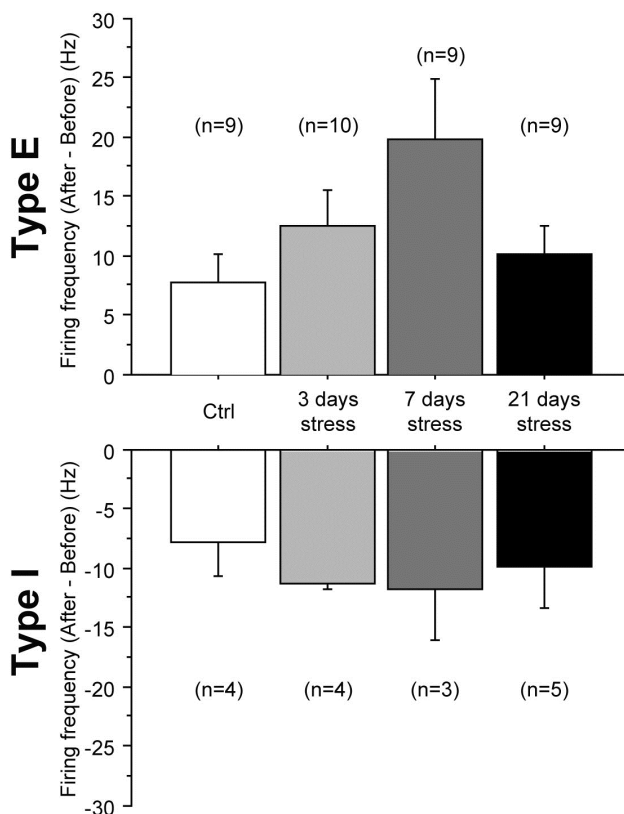 Type E
Firing frequency (After - Before) (Hz)
30
25
20
15
10
5
0
(n=9)
(n=10)
(n=9)
(n=9)
Ctrl
3 days
stress
7 days
stress
21 days
stress
Type I
Firing frequency (After - Before) (Hz)
0
-5
-10
-15
-20
-25
-30
(n=4)
(n=4)
(n=3)
(n=5)